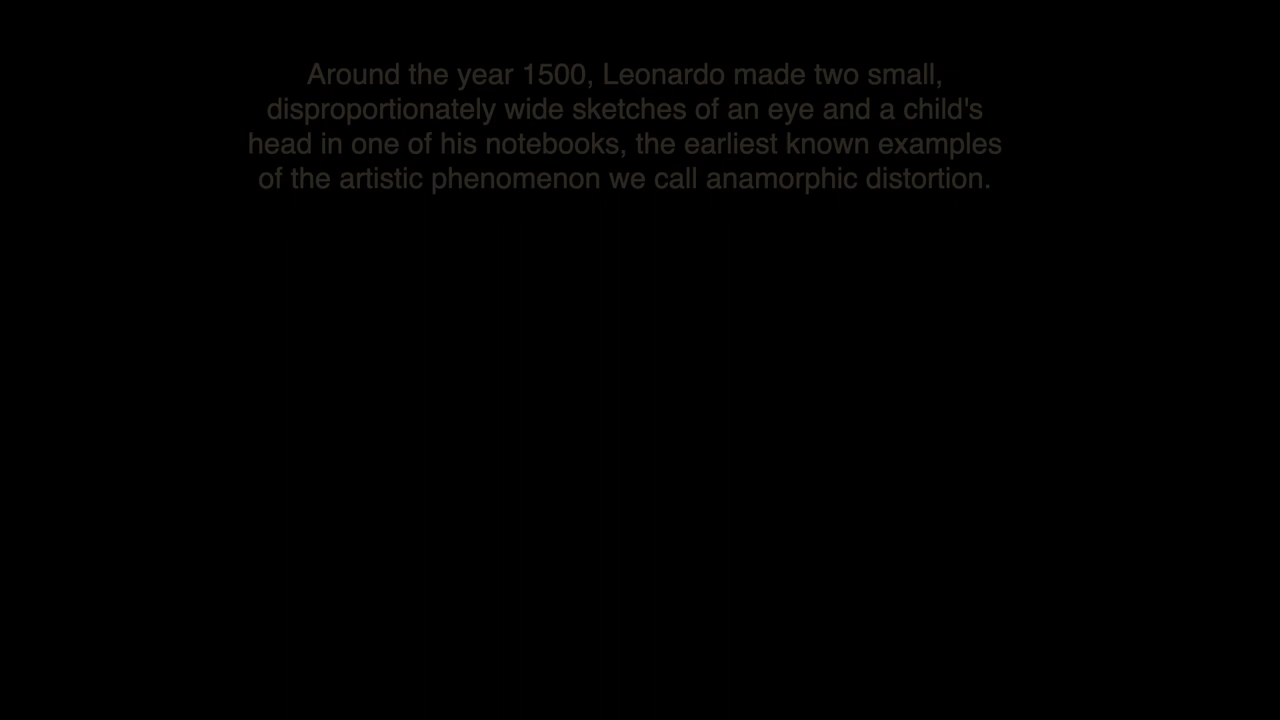 Around the year 1500, Leonardo made two small,
disproportionately wide sketches of an eye and a child's
head in one of his notebooks, the earliest known examples
of the artistic phenomenon we call anamorphic distortion.